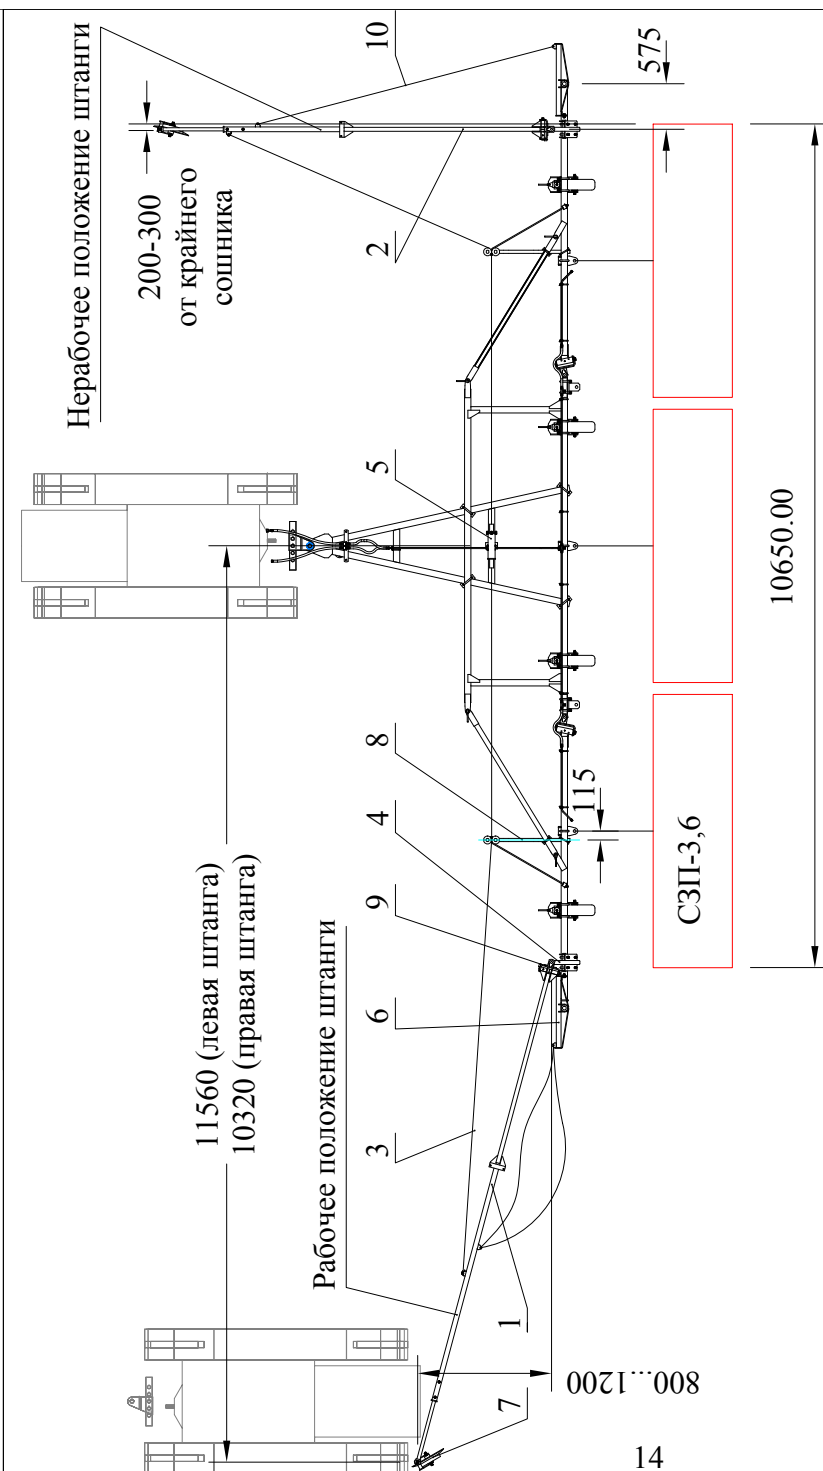 11560 (левая штанга)
10320 (правая штанга)
Нерабочее положение штанги
200-300
от крайнего
сошника
Рабочее положение штанги
10
2
5
8
4
9
6
3
1
7
575
115
800...1200
СЗП-3,6
10650.00
14